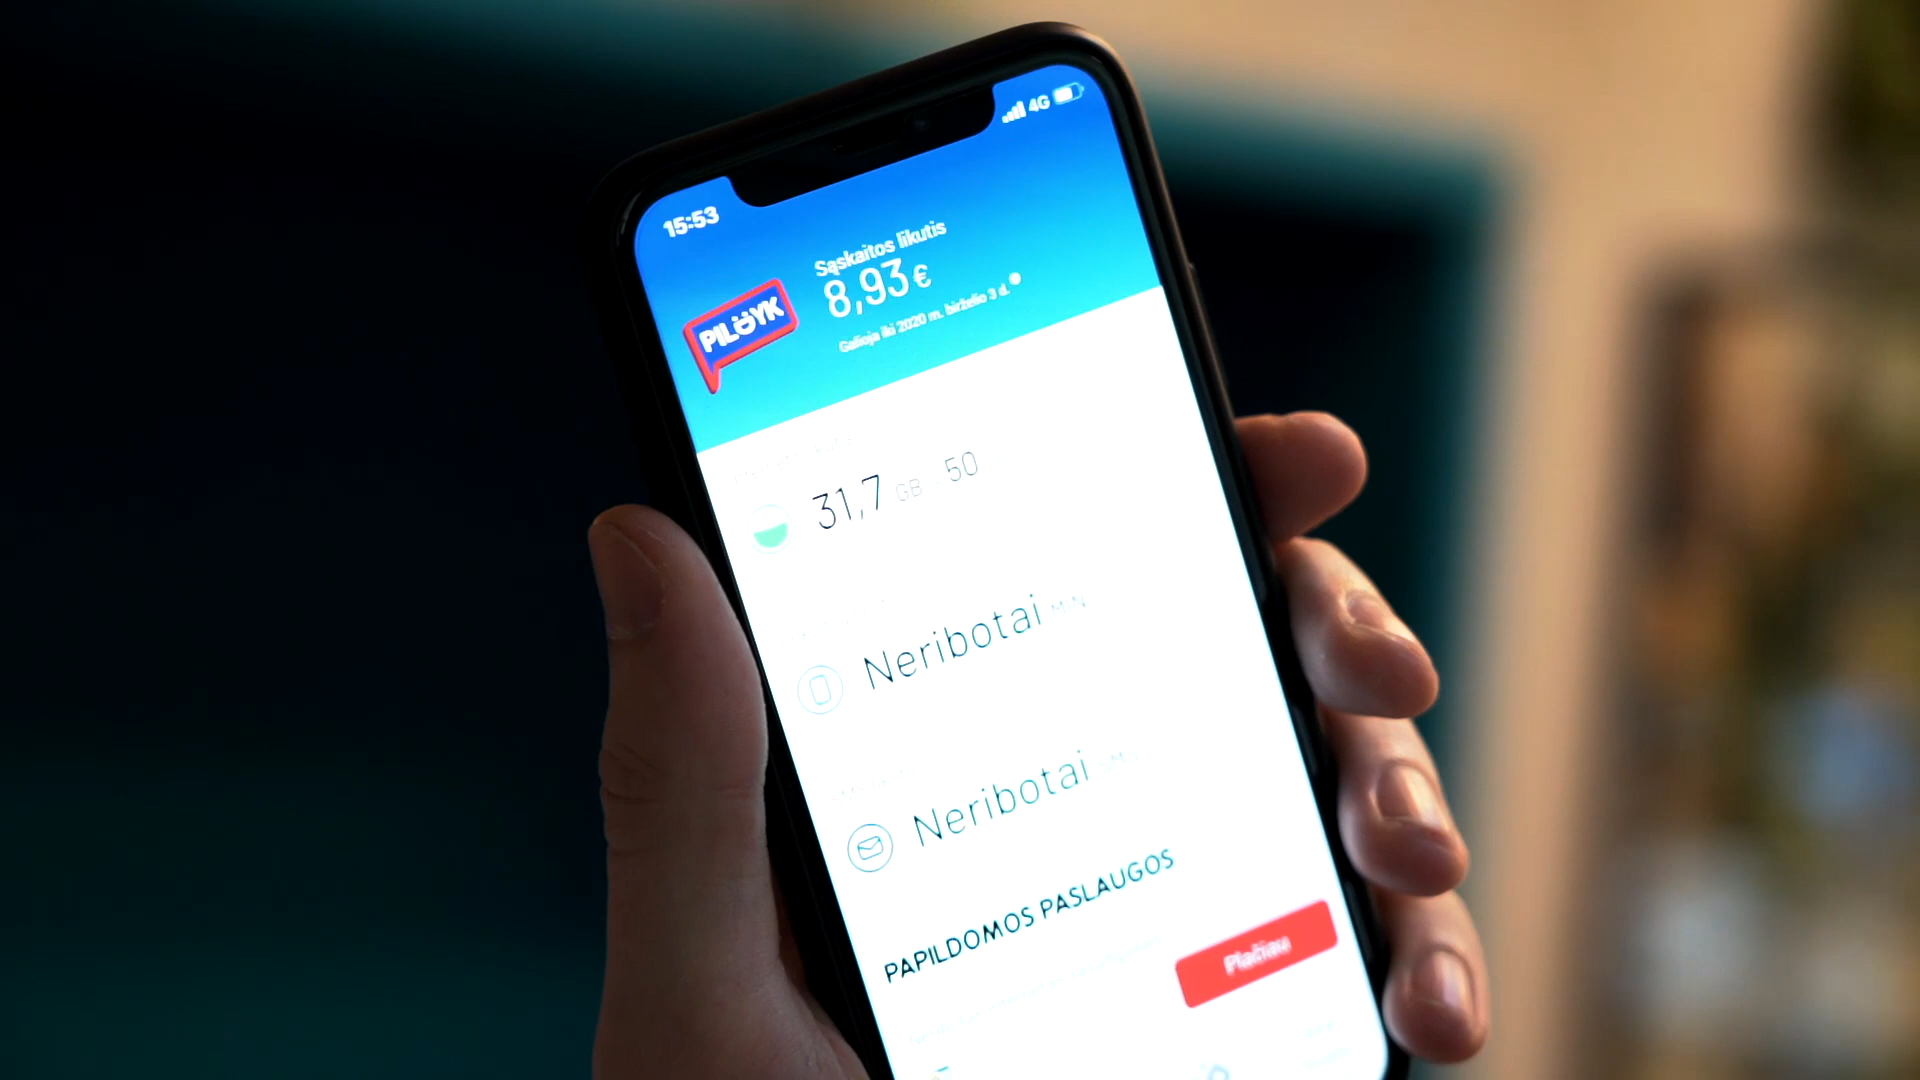 4G
15:53
Sąskaitos likutis
8,93 €
PILDYK
Galioja iki 2020 m. birželio 3 d.
31,7 GB 50
Neribotai MIN
Neribotai
PAPILDOMOS PASLAUGOS
Plačiau